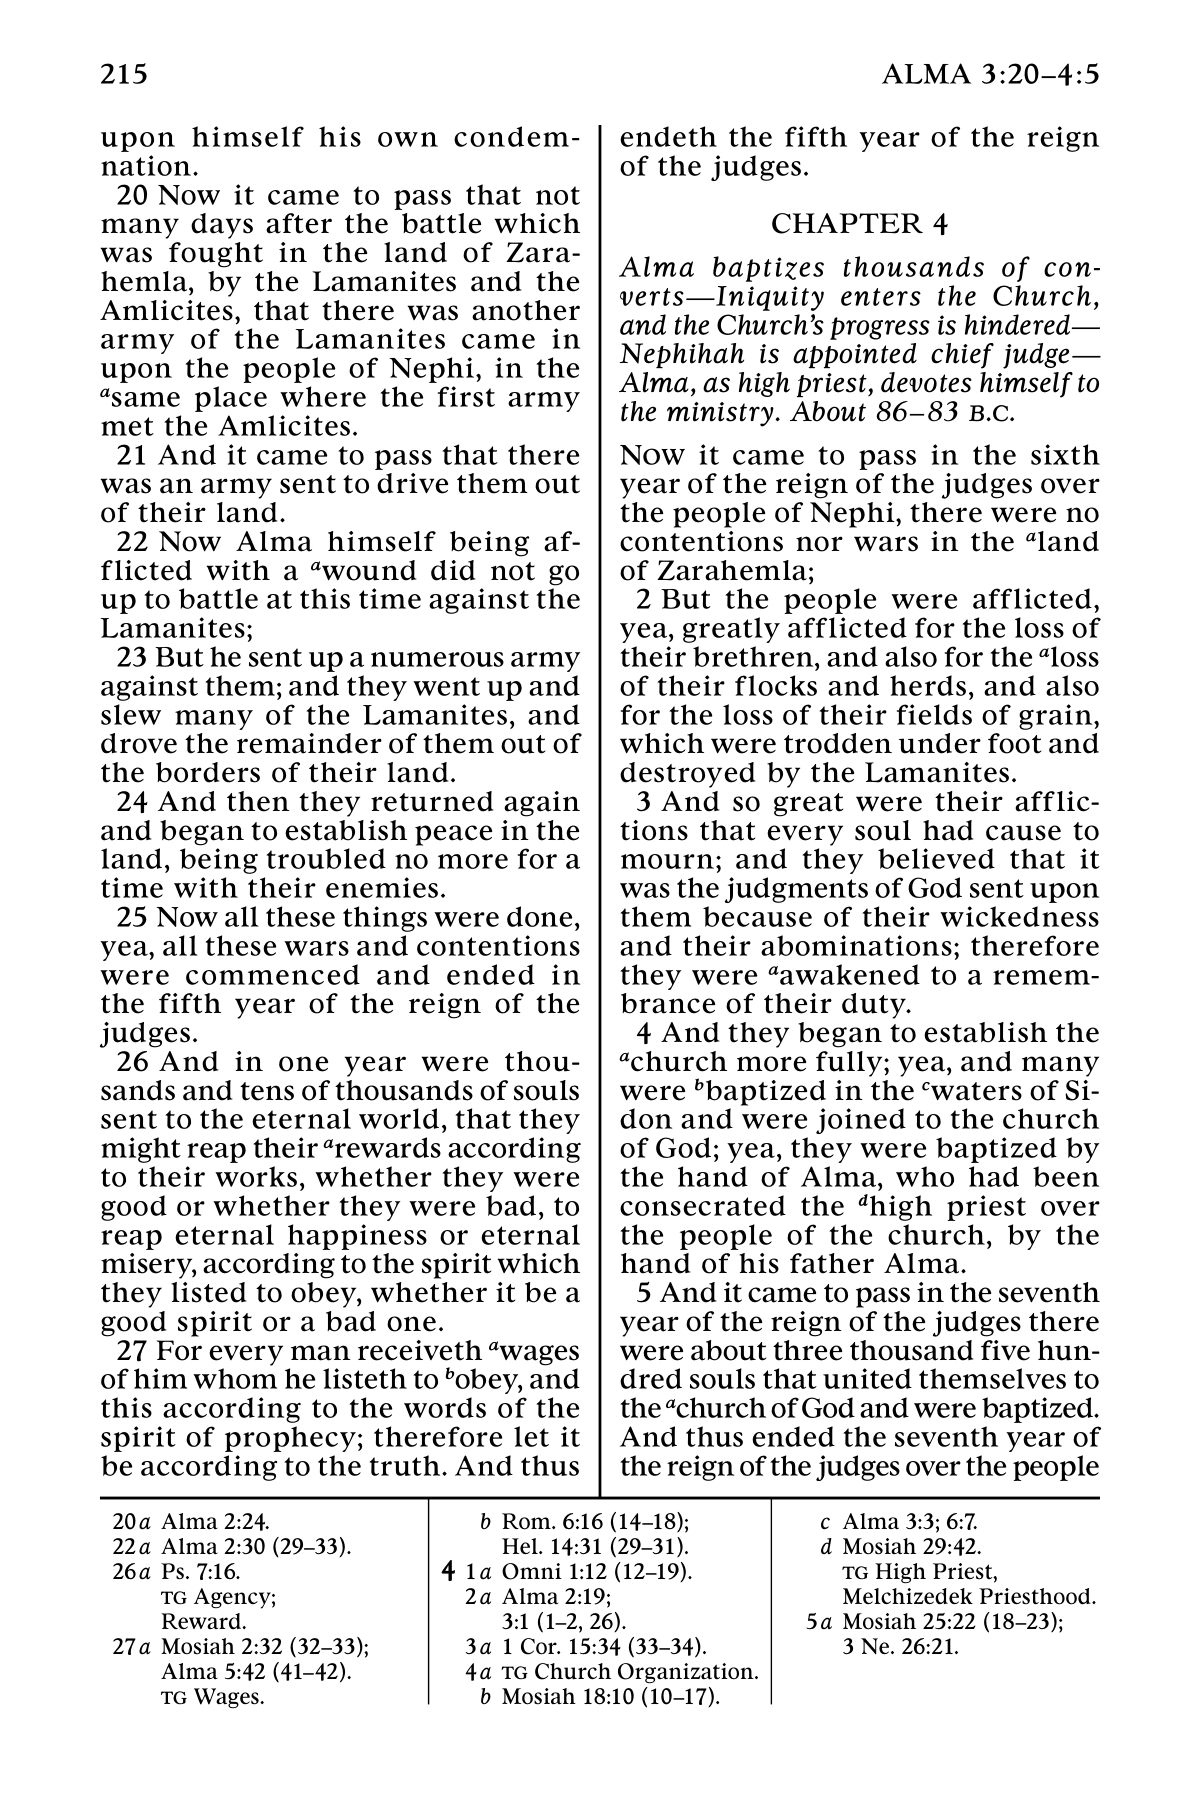 215
ALMA 3:20–4:5
upon himself his own condem-
nation.
20 Now it came to pass that not
many days after the battle which
was fought in the land of Zara-
hemla, by the Lamanites and the
Amlicites, that there was another
army of the Lamanites came in
upon the people of Nephi, in the
asame place where the first army
met the Amlicites.
21 And it came to pass that there
was an army sent to drive them out
of their land.
22 Now Alma himself being af-
flicted with a awound did not go
up to battle at this time against the
Lamanites;
23 But he sent up a numerous army
against them; and they went up and
slew many of the Lamanites, and
drove the remainder of them out of
the borders of their land.
24 And then they returned again
and began to establish peace in the
land, being troubled no more for a
time with their enemies.
25 Now all these things were done,
yea, all these wars and contentions
were commenced and ended in
the fifth year of the reign of the
judges.
26 And in one year were thou-
sands and tens of thousands of souls
sent to the eternal world, that they
might reap their arewards according
to their works, whether they were
good or whether they were bad, to
reap eternal happiness or eternal
misery, according to the spirit which
they listed to obey, whether it be a
good spirit or a bad one.
27 For every man receiveth awages
of him whom he listeth to bobey, and
this according to the words of the
spirit of prophecy; therefore let it
be according to the truth. And thus
endeth the fifth year of the reign
of the judges.
CHAPTER 4
Alma baptizes thousands of con-
verts—Iniquity enters the Church,
and the Church's progress is hindered—
Nephihah is appointed chief judge—
Alma, as high priest, devotes himself to
the ministry. About 86–83 B.C.
NOW it came to pass in the sixth
year of the reign of the judges over
the people of Nephi, there were no
contentions nor wars in the aland
of Zarahemla;
2 But the people were afflicted,
yea, greatly afflicted for the loss of
their brethren, and also for the aloss
of their flocks and herds, and also
for the loss of their fields of grain,
which were trodden under foot and
destroyed by the Lamanites.
3 And so great were their afflic-
tions that every soul had cause to
mourn; and they believed that it
was the judgments of God sent upon
them because of their wickedness
and their abominations; therefore
they were aawakened to a remem-
brance of their duty.
4 And they began to establish the
achurch more fully; yea, and many
were bbaptized in the cwaters of Si-
don and were joined to the church
of God; yea, they were baptized by
the hand of Alma, who had been
consecrated the dhigh priest over
the people of the church, by the
hand of his father Alma.
5 And it came to pass in the seventh
year of the reign of the judges there
were about three thousand five hun-
dred souls that united themselves to
the achurch of God and were baptized.
And thus ended the seventh year of
the reign of the judges over the people
20a Alma 2:24.
22a Alma 2:30 (29–33).
26a Ps. 7:16.
TG Agency;
Reward.
27a Mosiah 2:32 (32–33);
Alma 5:42 (41–42).
TG Wages.
b Rom. 6:16 (14–18);
Hel. 14:31 (29–31).
4 1a Omni 1:12 (12–19).
2a Alma 2:19;
3:1 (1–2, 26).
3a 1 Cor. 15:34 (33–34).
4a TG Church Organization.
b Mosiah 18:10 (10–17).
c Alma 3:3; 6:7.
d Mosiah 29:42.
TG High Priest,
Melchizedek Priesthood.
5a Mosiah 25:22 (18–23);
3 Ne. 26:21.